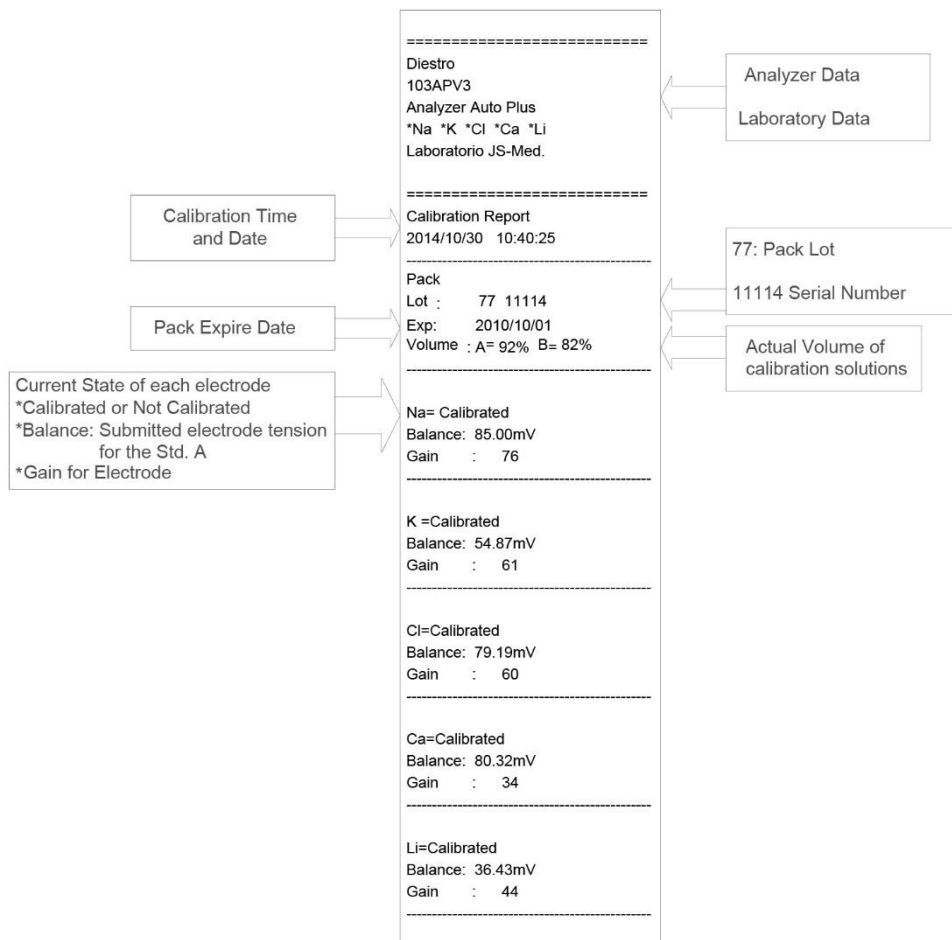 ===========================
Diestro
103APV3
Analyzer Auto Plus
*Na *K *Cl *Ca *Li
Laboratorio JS-Med.
===========================
Calibration Report
2014/10/30 10:40:25
--------------------------------------------------
Pack
Lot : 77 11114
Exp: 2010/10/01
Volume : A= 92% B= 82%
--------------------------------------------------
Na= Calibrated
Balance: 85.00mV
Gain : 76
--------------------------------------------------
K =Calibrated
Balance: 54.87mV
Gain : 61
--------------------------------------------------
Cl=Calibrated
Balance: 79.19mV
Gain : 60
--------------------------------------------------
Ca=Calibrated
Balance: 80.32mV
Gain : 34
--------------------------------------------------
Li=Calibrated
Balance: 36.43mV
Gain : 44
--------------------------------------------------
Calibration Time
and Date
Pack Expire Date
Current State of each electrode
*Calibrated or Not Calibrated
*Balance: Submitted electrode tension
for the Std. A
*Gain for Electrode
Analyzer Data
Laboratory Data
77: Pack Lot
11114 Serial Number
Actual Volume of
calibration solutions